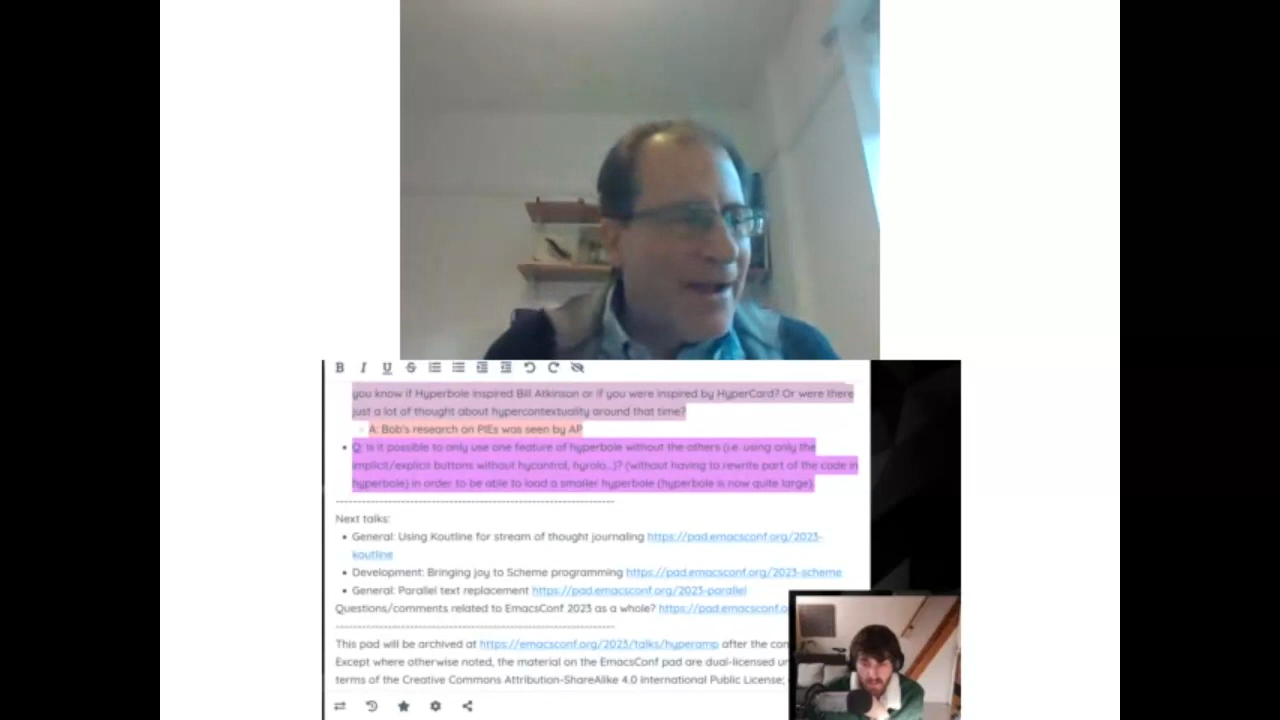 B I U S
you know if Hyperbole inspired Bill Atkinson or if you were inspired by HyperCard? Or were there
just a lot of thought about hypercontextuality around that time?
A: Bob's research on PIEs was seen by AP
Q: Is it possible to only use one feature of hyperbole without the others (i.e. using only the
implicit/explicit buttons without hycontrol, hyrolo...)? (without having to rewrite part of the code in
hyperbole) in order to be able to load a smaller hyperbole (hyperbole is now quite large).
Next talks:
General: Using Koutline for stream of thought journaling https://pad.emacsconf.org/2023-
koutline
Development: Bringing joy to Scheme programming https://pad.emacsconf.org/2023-scheme
General: Parallel text replacement https://pad.emacsconf.org/2023-parallel
Questions/comments related to EmacsConf 2023 as a whole? https://pad.emacsconf.o
This pad will be archived at https://emacsconf.org/2023/talks/hyperamp after the con
Except where otherwise noted, the material on the EmacsConf pad are dual-licensed un
terms of the Creative Commons Attribution-ShareAlike 4.0 International Public License;